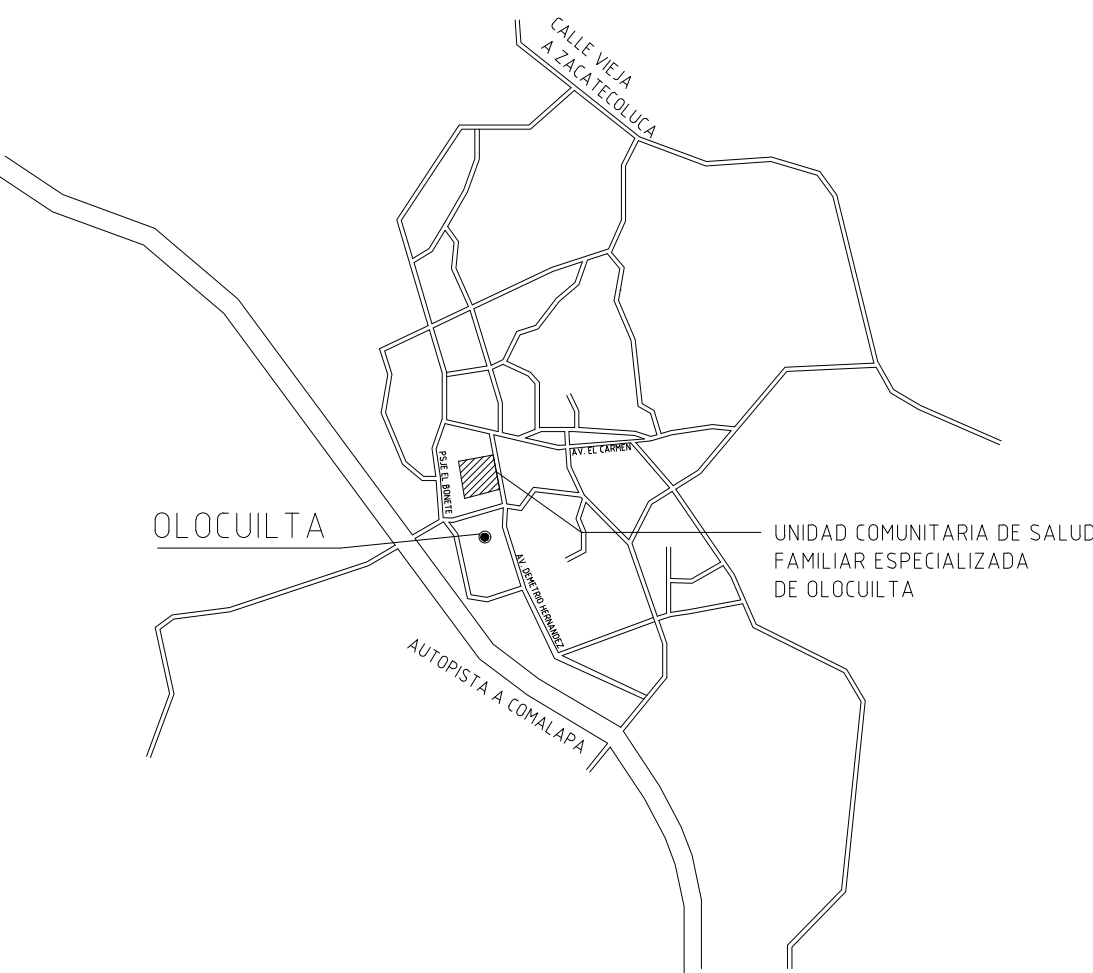 CALLE VIEJA
A ZACATECOLUCA
AV. EL CARMEN
PSJE EL BONETE
OLOCUILTA
UNIDAD COMUNITARIA DE SALUD
FAMILIAR ESPECIALIZADA
DE OLOCUILTA
AV. DEMETRIO HERNANDEZ
AUTOPISTA A COMALAPA